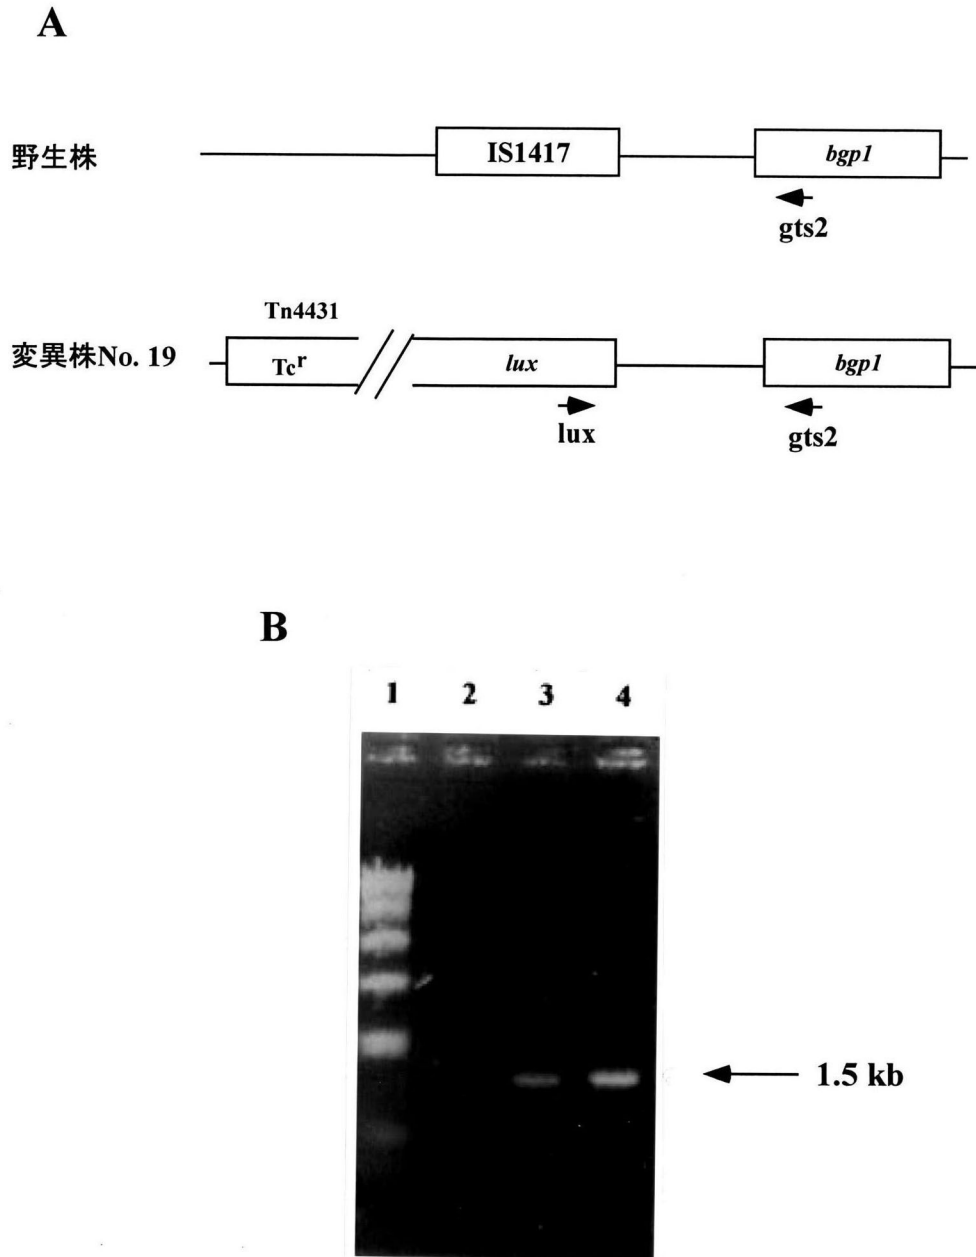 A
野生株
IS1417
bgp1
gts2
Tn4431
変異株No. 19
Tcʳ
lux
bgp1
lux
gts2
B
1 2 3 4
1.5 kb